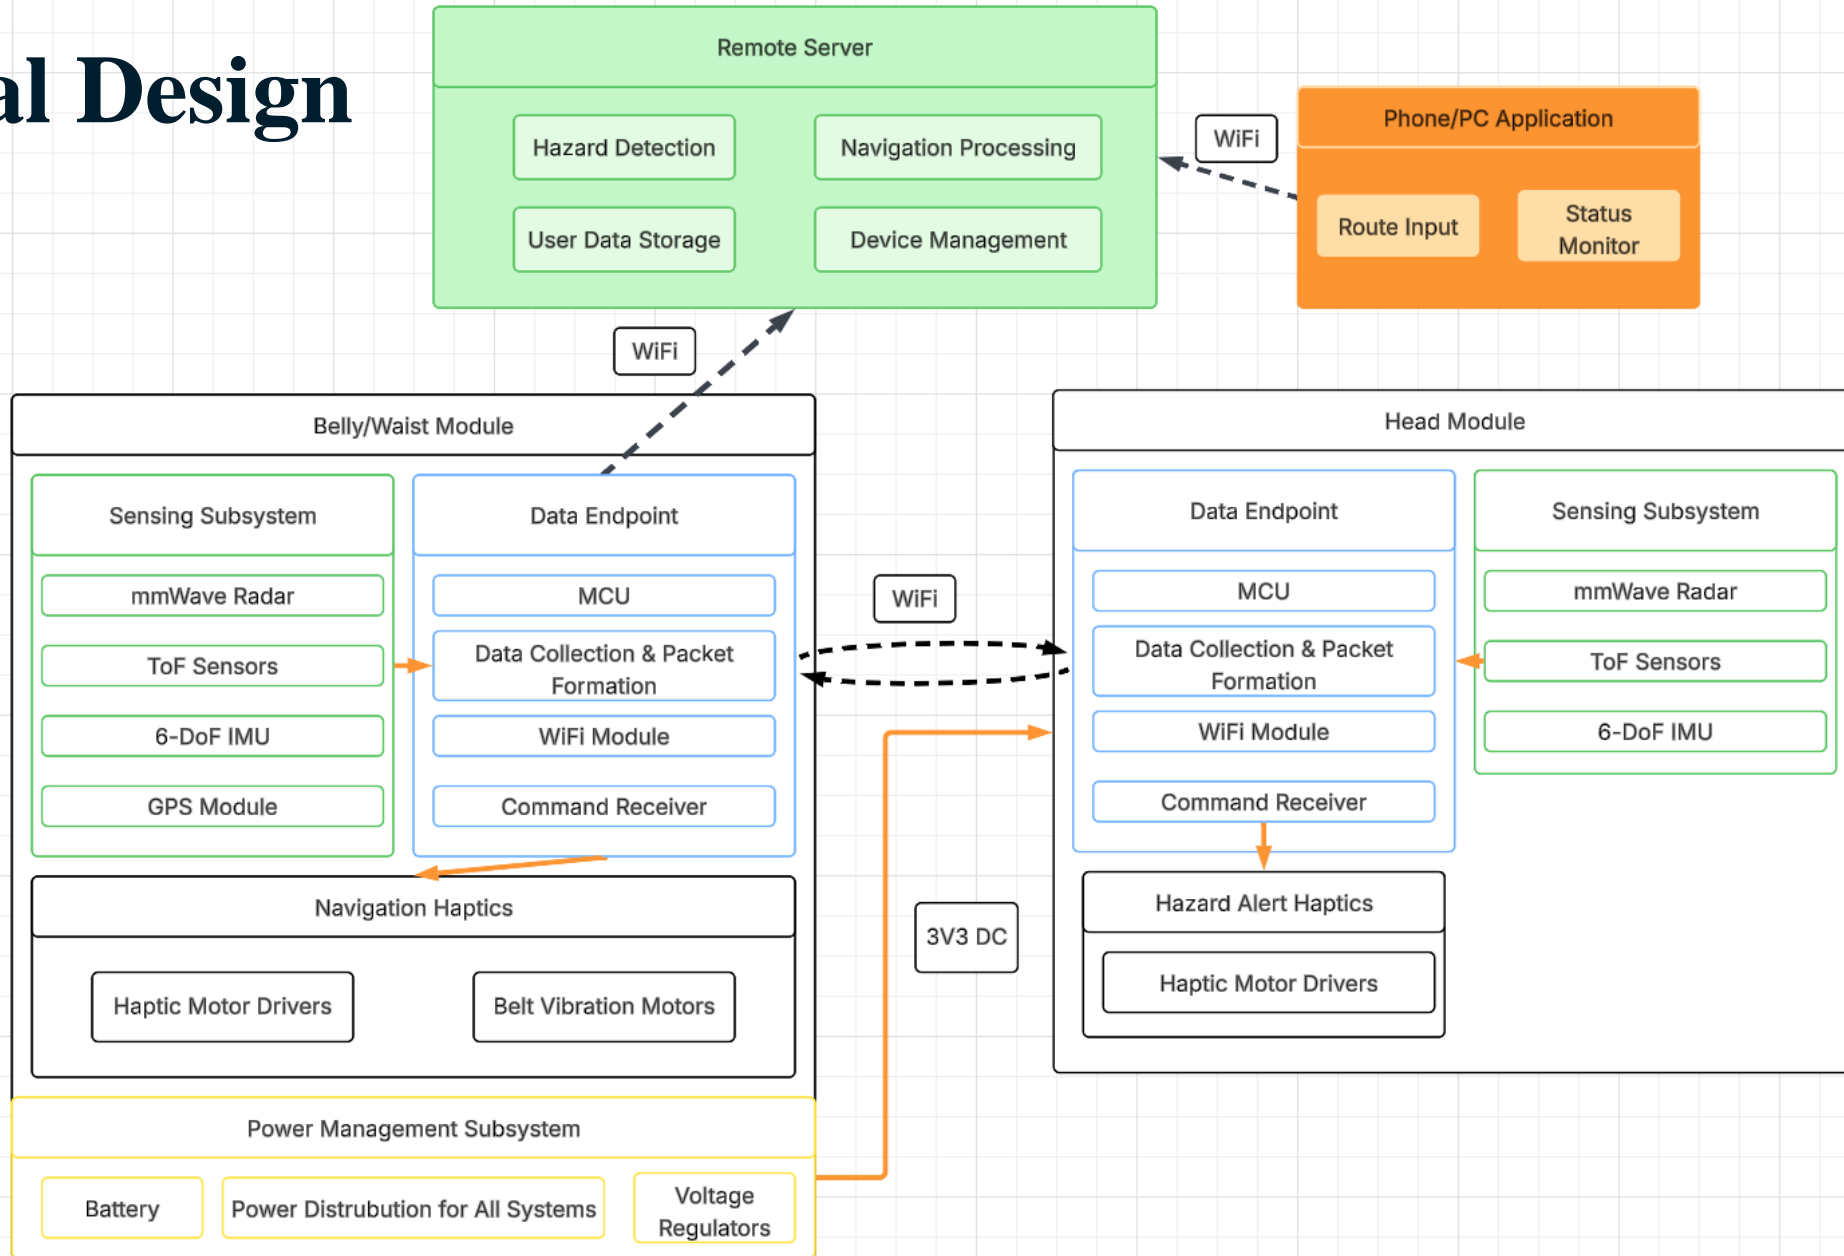 al Design
Remote Server
Hazard Detection
Navigation Processing
User Data Storage
Device Management
WiFi
Phone/PC Application
Route Input
Status
Monitor
WiFi
Belly/Waist Module
Sensing Subsystem
mmWave Radar
ToF Sensors
6-DoF IMU
GPS Module
Data Endpoint
MCU
Data Collection & Packet
Formation
WiFi Module
Command Receiver
Navigation Haptics
Haptic Motor Drivers
Belt Vibration Motors
Power Management Subsystem
Battery
Power Distrubution for All Systems
Voltage
Regulators
WiFi
3V3 DC
Head Module
Data Endpoint
MCU
Data Collection & Packet
Formation
WiFi Module
Command Receiver
Sensing Subsystem
mmWave Radar
ToF Sensors
6-DoF IMU
Hazard Alert Haptics
Haptic Motor Drivers